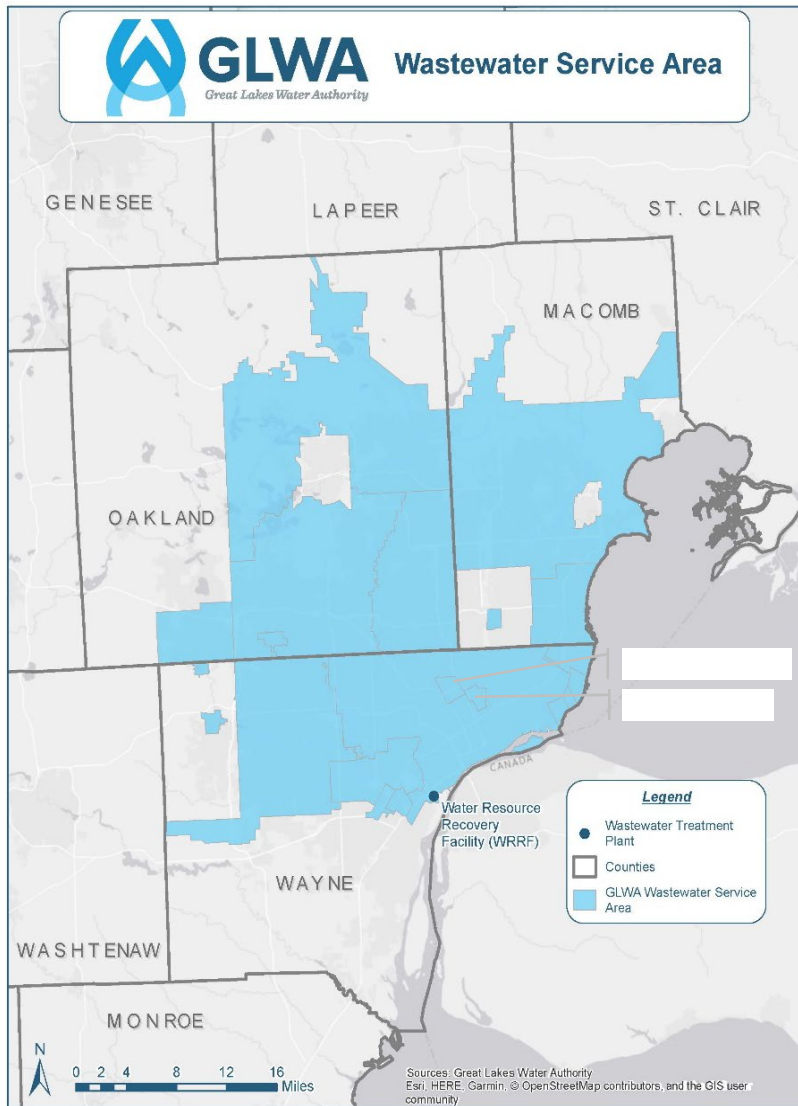 GLWA
Great Lakes Water Authority
Wastewater Service Area
GENESEE
LAPEER
ST. CLAIR
MACOMB
OAKLAND
CANADA
Water Resource
Recovery
Facility (WRRF)
WAYNE
WASHTENAW
MONROE
Legend
Wastewater Treatment
Plant
Counties
GLWA Wastewater Service
Area
N
0 2 4 8 12 16
Miles
Sources: Great Lakes Water Authority
Esri, HERE, Garmin, © OpenStreetMap contributors, and the GIS user
community